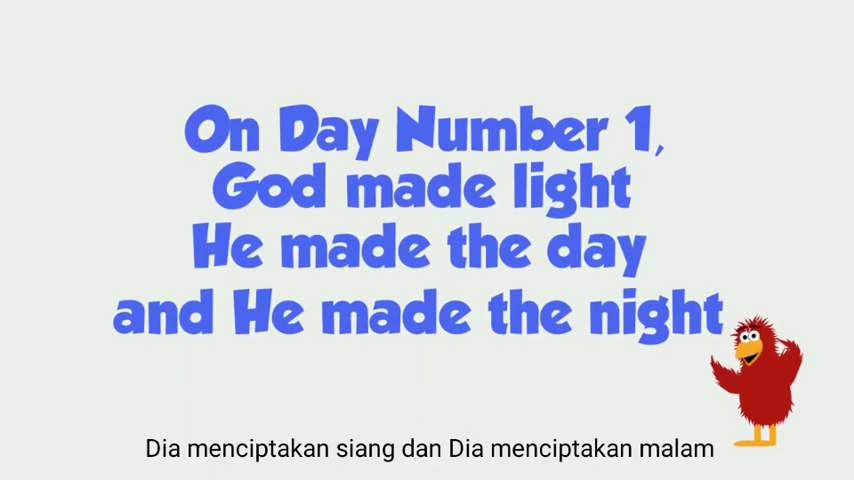 On Day Number 1,
God made light
He made the day
and He made the night
Dia menciptakan siang dan Dia menciptakan malam